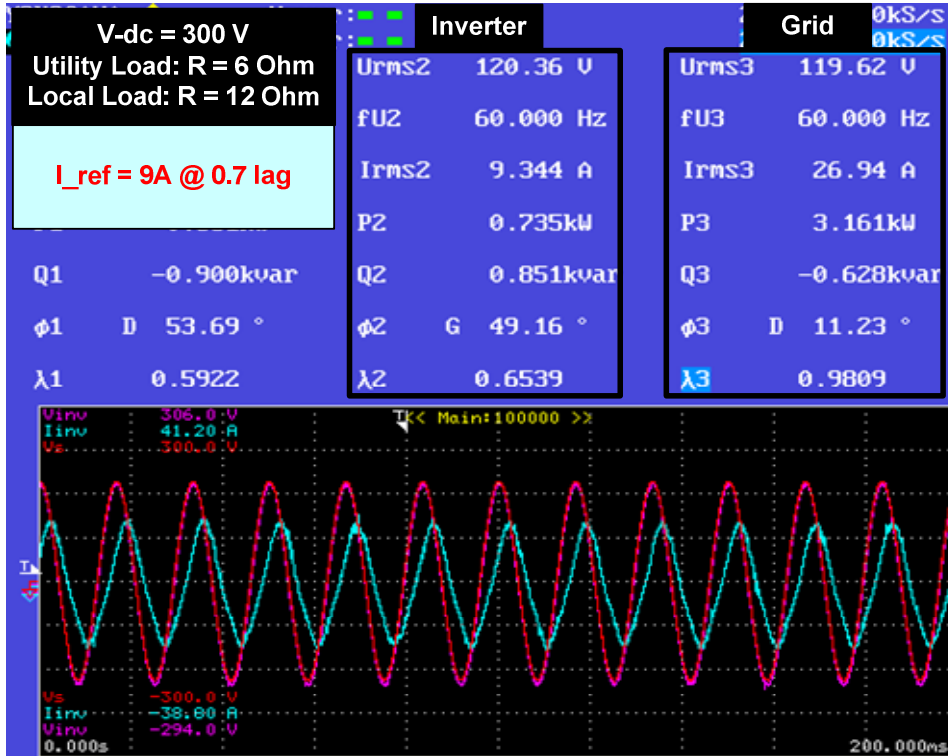 Inverter
Grid
0kS/s
0kS/s
V-dc = 300 V
Utility Load: R = 6 Ohm
Local Load: R = 12 Ohm
I_ref = 9A @ 0.7 lag
Urms2 120.36 V Urms3 119.62 V
fU2 60.000 Hz fU3 60.000 Hz
Irms2 9.344 A Irms3 26.94 A
P2 0.735kW P3 3.161kW
Q1 -0.900kvar Q2 0.851kvar Q3 -0.628kvar
φ1 D 53.69 ° φ2 G 49.16 ° φ3 D 11.23 °
λ1 0.5922 λ2 0.6539 λ3 0.9809
Vinv 306.0 V T << Main:100000 >>
Iinv 41.20 A
Vs 300.0 V
T
Vs -300.0 V
Iinv -38.80 A
Vinv -294.0 V
0.000s 200.000ms